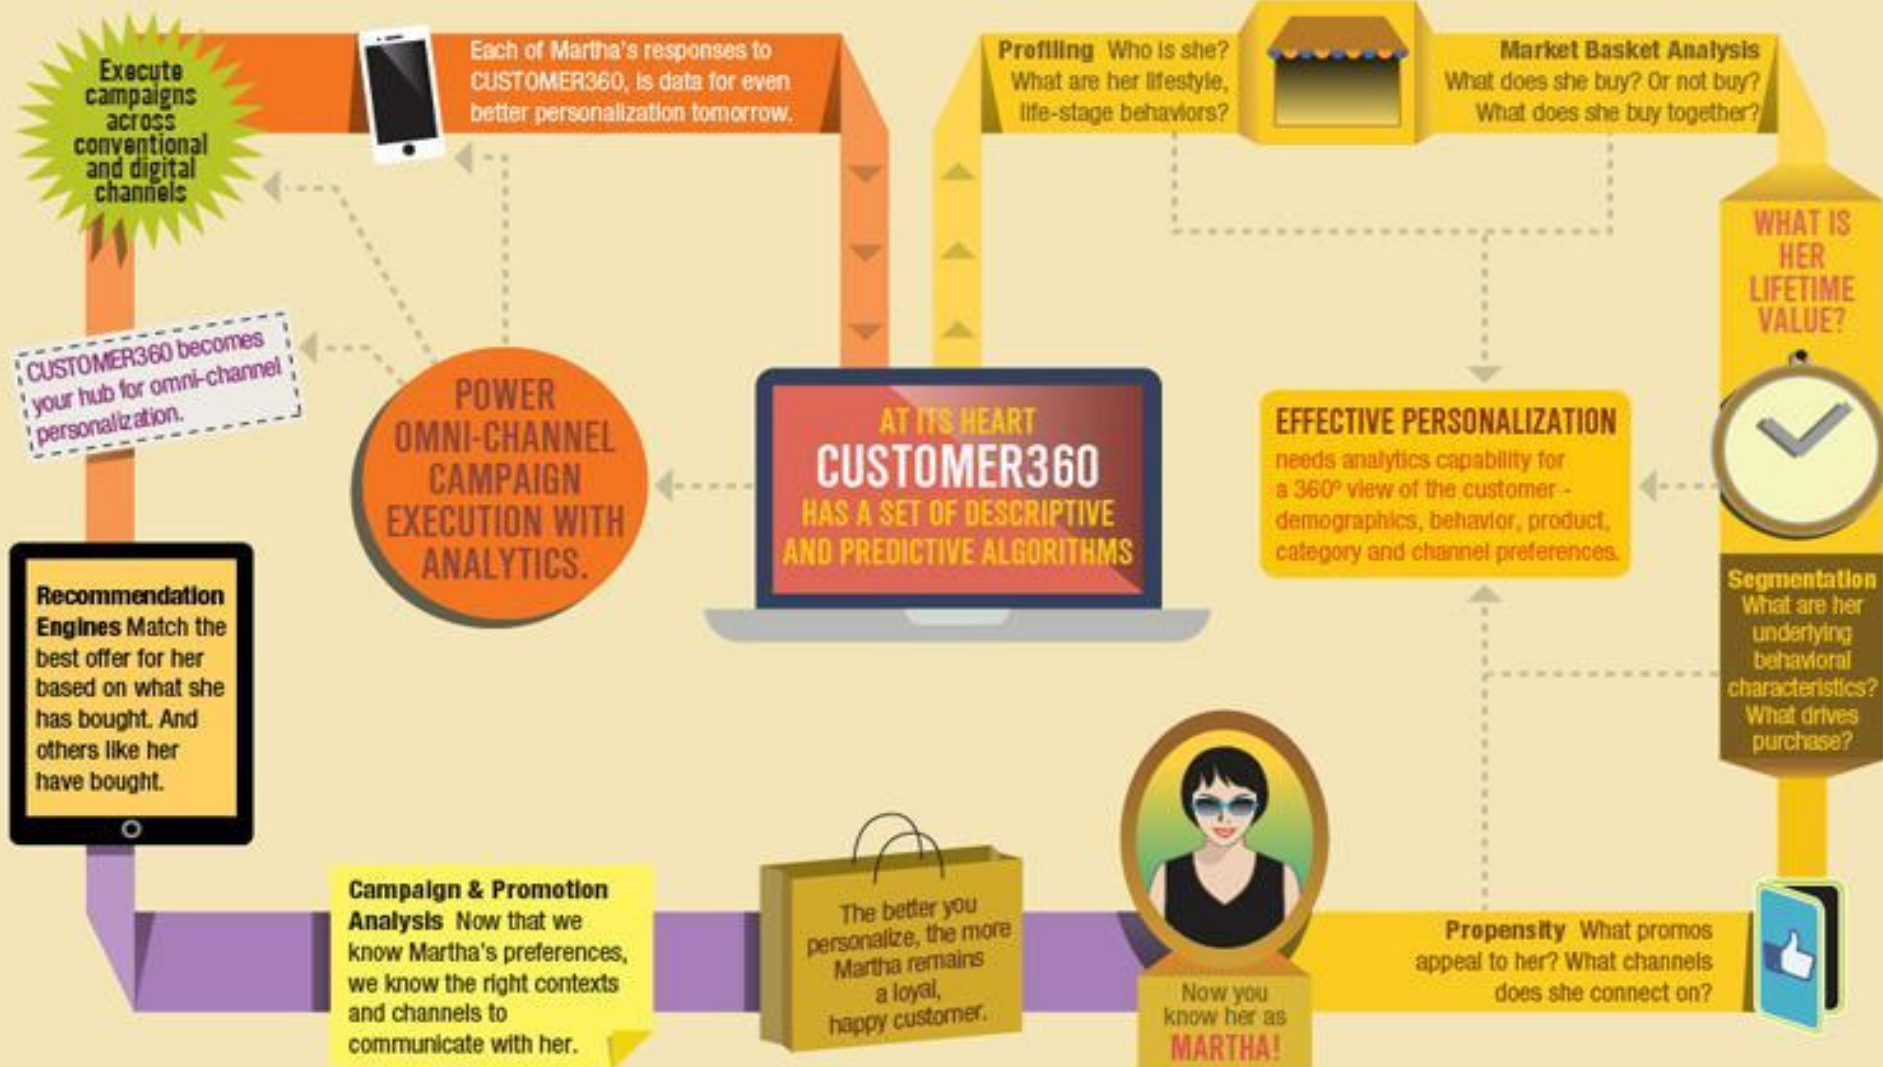 Execute
campaigns
across
conventional
and digital
channels
Each of Martha's responses to
CUSTOMER360, is data for even
better personalization tomorrow.
Profiling Who is she?
What are her lifestyle,
life-stage behaviors?
Market Basket Analysis
What does she buy? Or not buy?
What does she buy together?
WHAT IS
HER
LIFETIME
VALUE?
CUSTOMER360 becomes
your hub for omni-channel
personalization.
POWER
OMNI-CHANNEL
CAMPAIGN
EXECUTION WITH
ANALYTICS.
AT ITS HEART
CUSTOMER360
HAS A SET OF DESCRIPTIVE
AND PREDICTIVE ALGORITHMS
EFFECTIVE PERSONALIZATION
needs analytics capability for
a 360º view of the customer -
demographics, behavior, product,
category and channel preferences.
Segmentation
What are her
underlying
behavioral
characteristics?
What drives
purchase?
Recommendation
Engines Match the
best offer for her
based on what she
has bought. And
others like her
have bought.
Campaign & Promotion
Analysis Now that we
know Martha's preferences,
we know the right contexts
and channels to
communicate with her.
The better you
personalize, the more
Martha remains
a loyal,
happy customer.
Now you
know her as
MARTHA!
Propensity What promos
appeal to her? What channels
does she connect on?